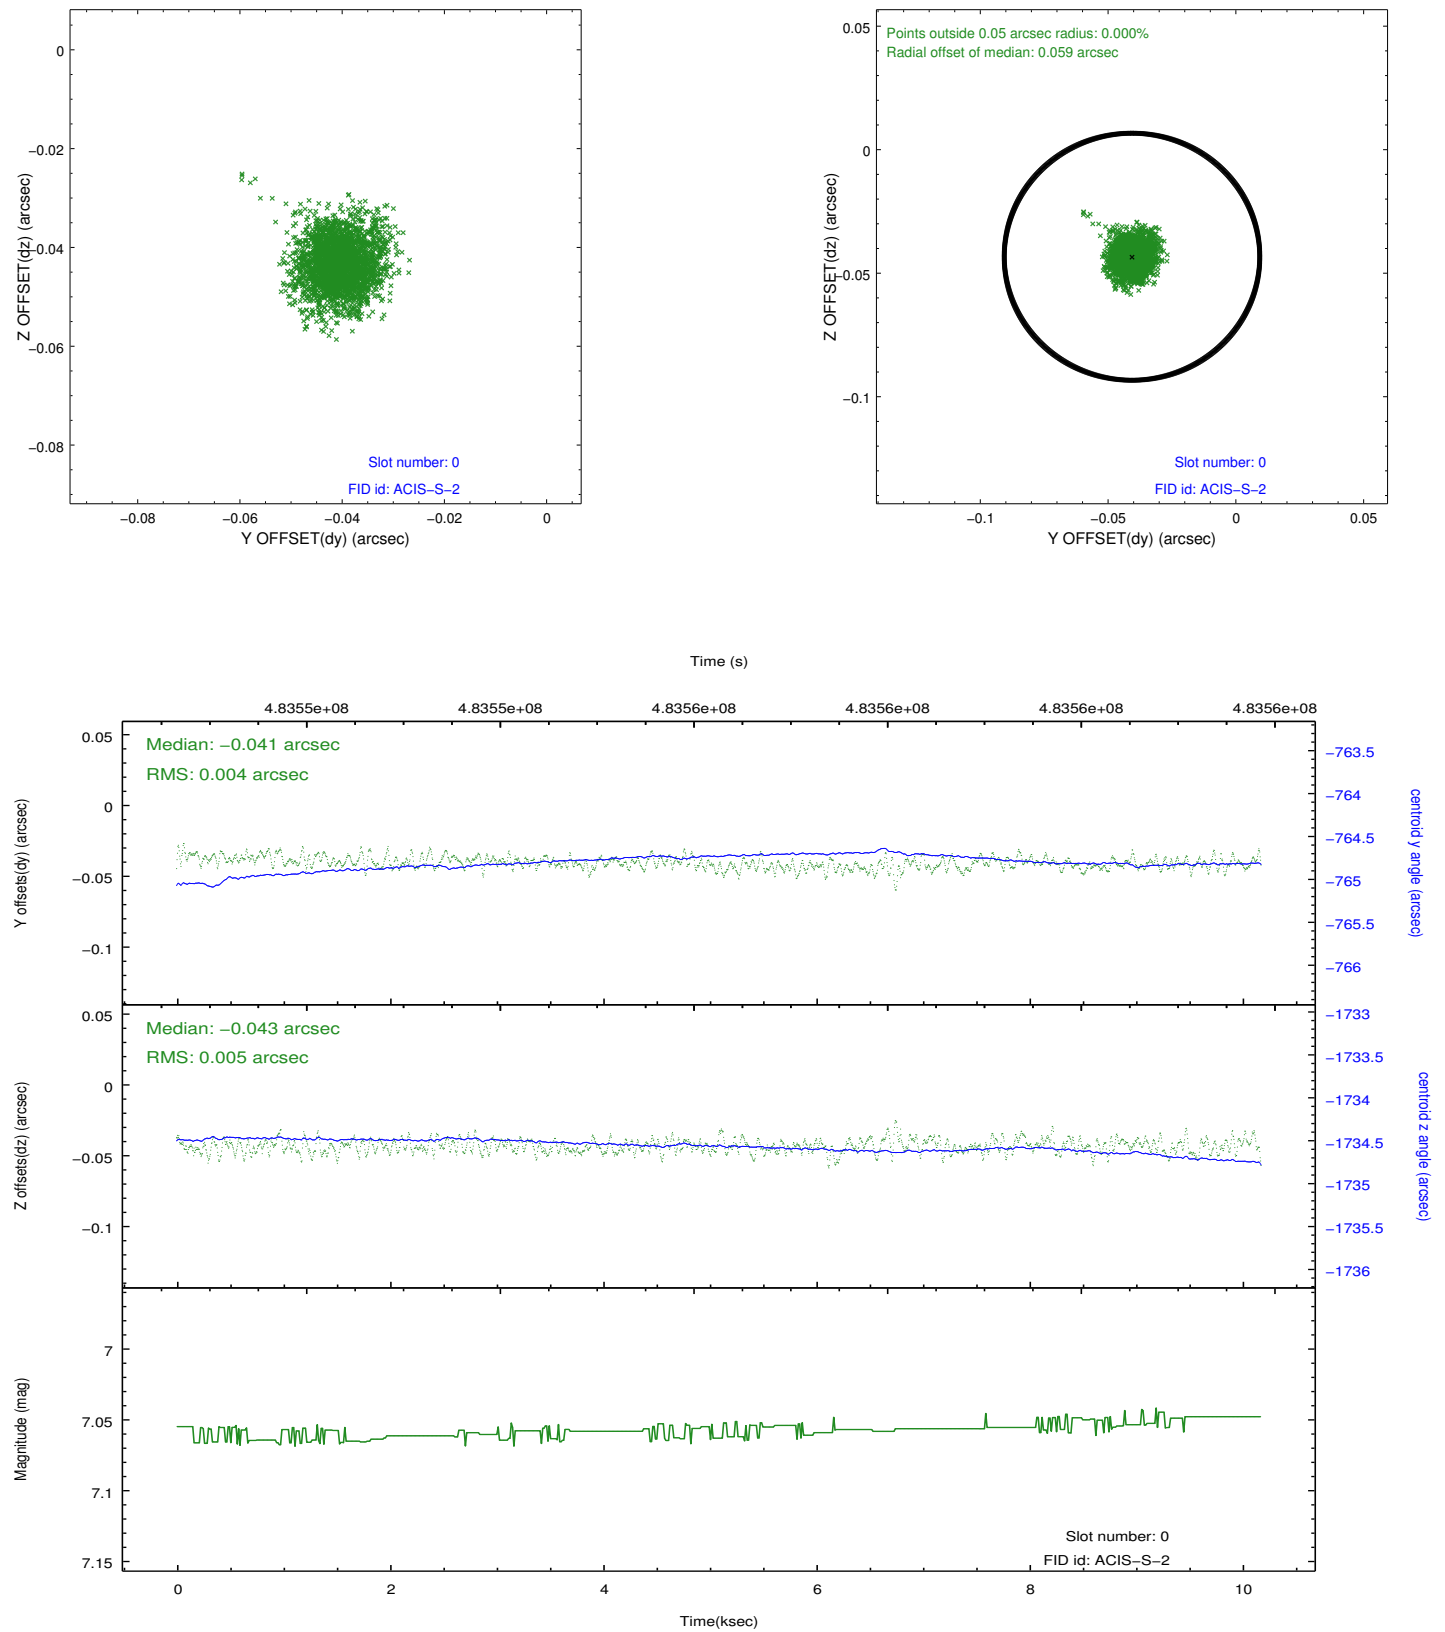 0
−0.02
−0.04
−0.06
−0.08
Z OFFSET(dz) (arcsec)
Slot number: 0
FID id: ACIS−S−2
−0.08
−0.06
−0.04
−0.02
0
Y OFFSET(dy) (arcsec)
Points outside 0.05 arcsec radius: 0.000%
Radial offset of median: 0.059 arcsec
0.05
0
−0.05
−0.1
Z OFFSET(dz) (arcsec)
Slot number: 0
FID id: ACIS−S−2
−0.1
−0.05
0
0.05
Y OFFSET(dy) (arcsec)
Time (s)
4.8355e+08
4.8355e+08
4.8356e+08
4.8356e+08
4.8356e+08
4.8356e+08
Median: −0.041 arcsec
RMS: 0.004 arcsec
0.05
0
−0.05
−0.1
Y offsets(dy) (arcsec)
−763.5
−764
−764.5
−765
−765.5
−766
centroid y angle (arcsec)
Median: −0.043 arcsec
RMS: 0.005 arcsec
0.05
0
−0.05
−0.1
Z offsets(dz) (arcsec)
−1733
−1733.5
−1734
−1734.5
−1735
−1735.5
−1736
centroid z angle (arcsec)
7
7.05
7.1
7.15
Magnitude (mag)
Slot number: 0
FID id: ACIS−S−2
0
2
4
6
8
10
Time(ksec)